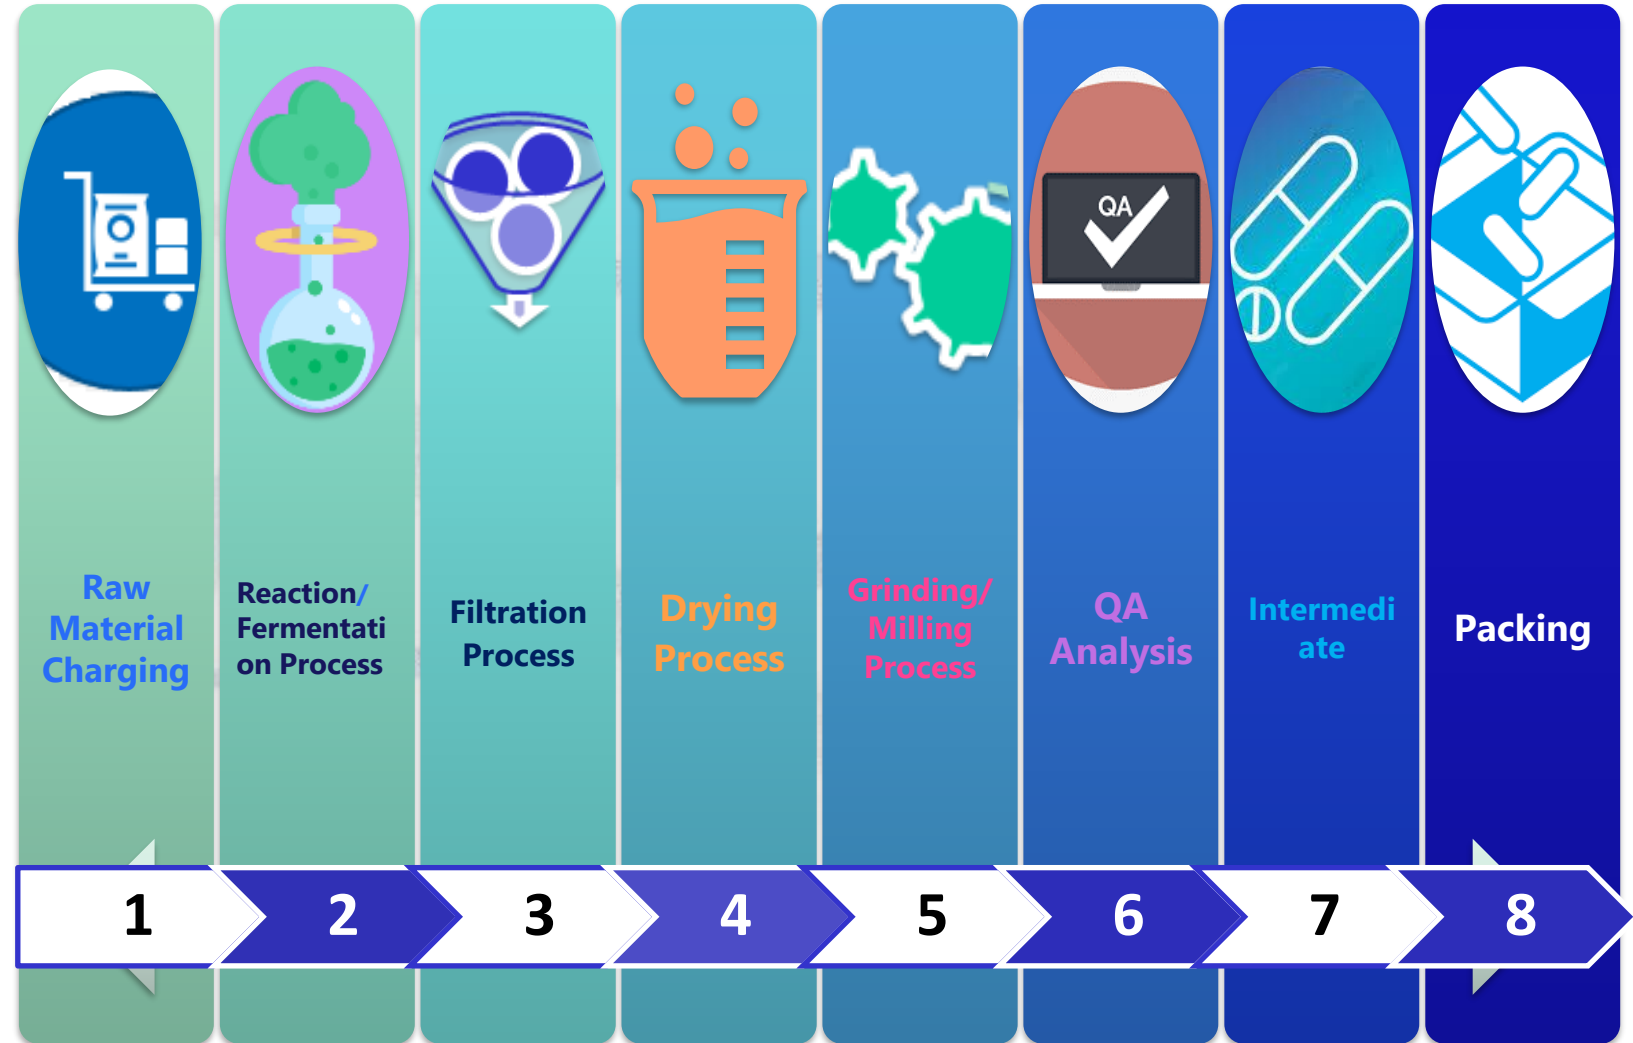 QA
Raw
Material
Charging
Reaction/
Fermentati
on Process
Filtration
Process
Drying
Process
Grinding/
Milling
Process
QA
Analysis
Intermedi
ate
Packing
1
2
3
4
5
6
7
8